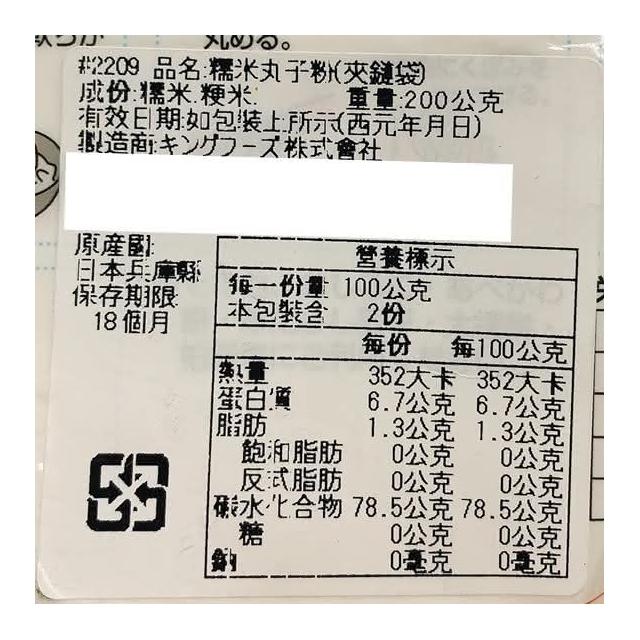 丸める。
#2209 品名:糯米丸子粉(夾鏈袋)
成份:糯米.粳米. 重量:200公克
有效日期:如包裝上所示(西元年月日)
製造商:キングフーズ株式會社
原產國:
日本兵庫縣
保存期限:
18個月
營養標示
每一份量 100公克
本包裝含 2份
每份 每100公克
熱量 352大卡 352大卡
蛋白質 6.7公克 6.7公克
脂肪 1.3公克 1.3公克
飽和脂肪 0公克 0公克
反式脂肪 0公克 0公克
碳水化合物 78.5公克 78.5公克
糖 0公克 0公克
鈉 0毫克 0毫克